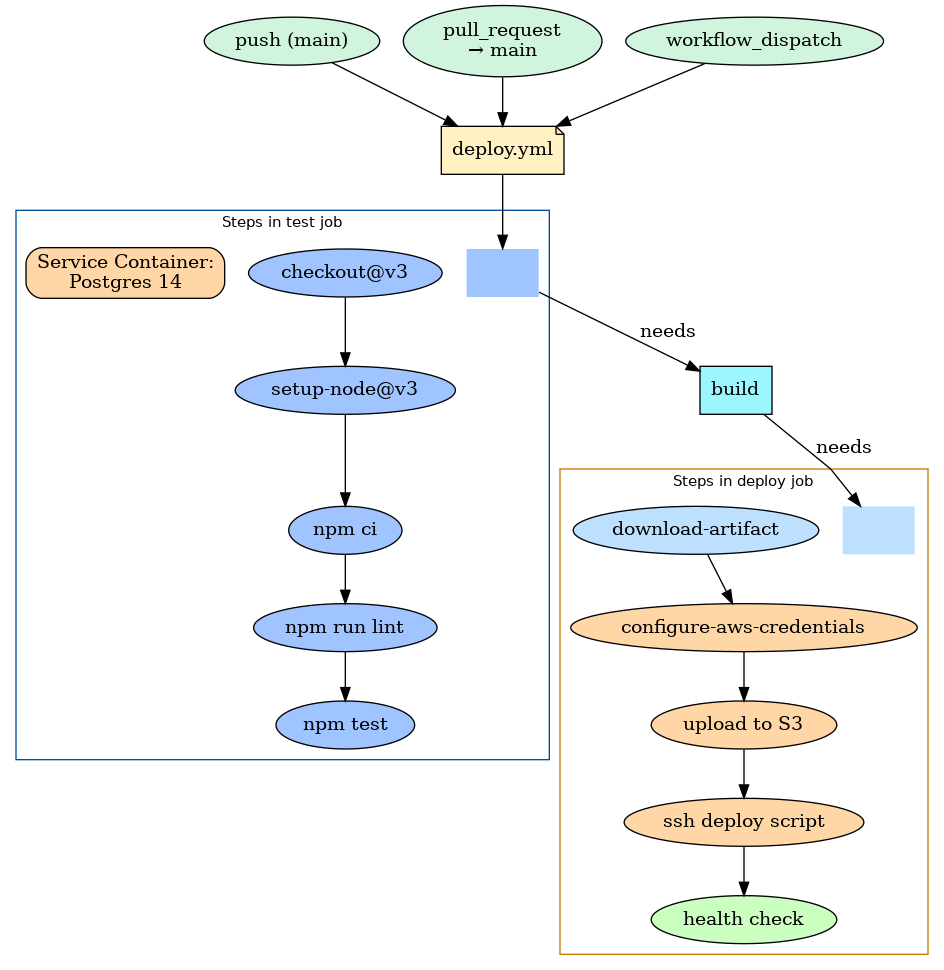 push (main)
pull_request
→ main
workflow_dispatch
deploy.yml
Steps in test job
Service Container:
Postgres 14
checkout@v3
needs
setup-node@v3
build
needs
Steps in deploy job
npm ci
download-artifact
npm run lint
configure-aws-credentials
npm test
upload to S3
ssh deploy script
health check